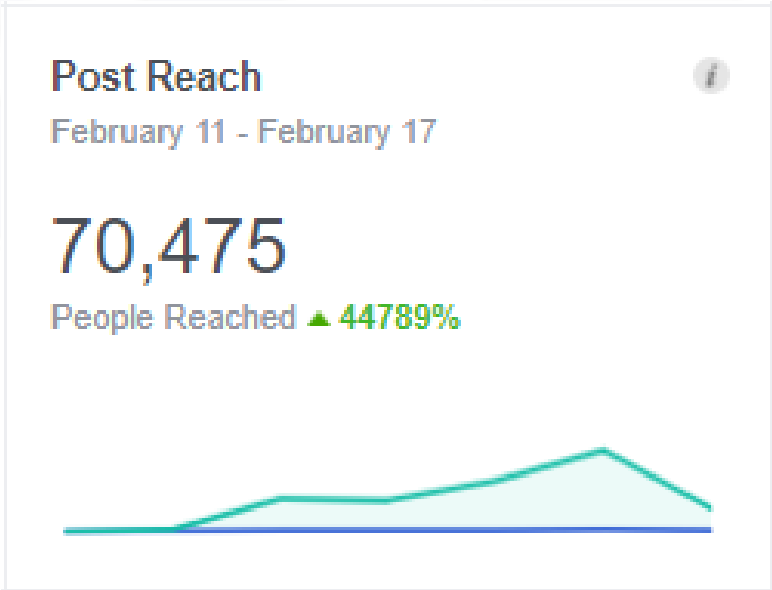 Post Reach
i
February 11 - February 17
70,475
People Reached ▲ 44789%